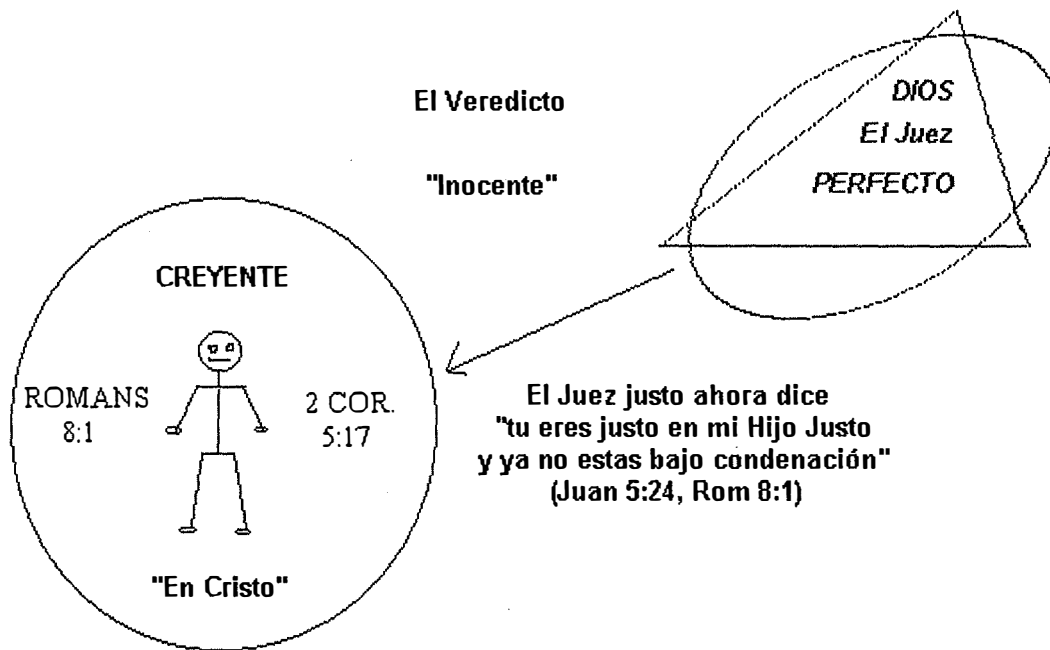 El Veredicto
"Inocente"
DIOS
El Juez
PERFECTO
CREYENTE
ROMANS
8:1
2 COR.
5:17
"En Cristo"
El Juez justo ahora dice
"tu eres justo en mi Hijo Justo
y ya no estas bajo condenación"
(Juan 5:24, Rom 8:1)